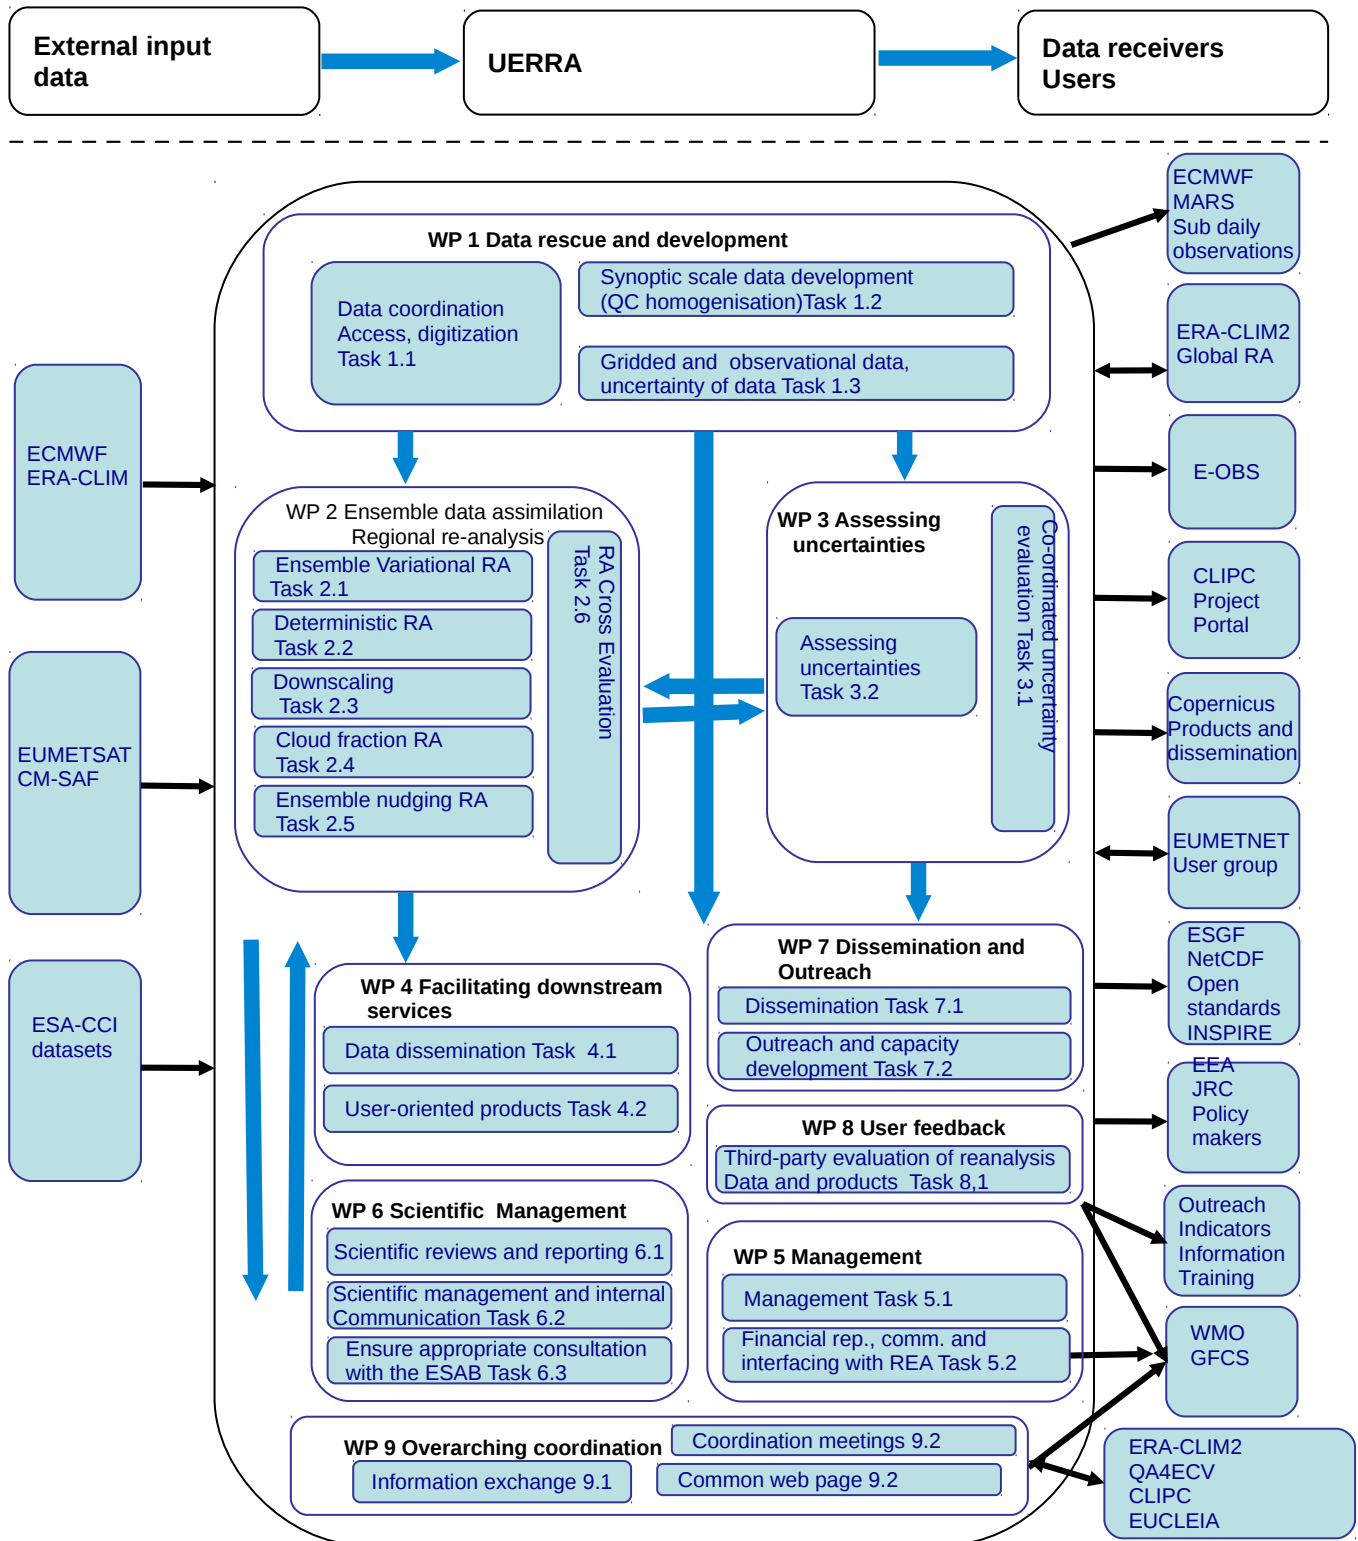 External input
data
UERRA
Data receivers
Users
ECMWF
MARS
Sub daily
observations
WP 1 Data rescue and development
Data coordination
Access, digitization
Task 1.1
Synoptic scale data development
(QC homogenisation)Task 1.2
Gridded and  observational data,
uncertainty of data Task 1.3
ERA-CLIM2
Global RA
ECMWF
ERA-CLIM
E-OBS
WP 2 Ensemble data assimilation
Regional re-analysis
Ensemble Variational RA
Task 2.1
Deterministic RA
Task 2.2
Downscaling
Task 2.3
Cloud fraction RA
Task 2.4
Ensemble nudging RA
Task 2.5
RA Cross Evaluation
Task 2.6
WP 3 Assessing
uncertainties
Assessing
uncertainties
Task 3.2
Co-ordinated uncertainty
evaluation Task 3.1
CLIPC
Project
Portal
Copernicus
Products and
dissemination
EUMETSAT
CM-SAF
EUMETNET
User group
ESA-CCI
datasets
WP 4 Facilitating downstream
services
Data dissemination Task  4.1
User-oriented products Task 4.2
WP 7 Dissemination and
Outreach
Dissemination Task 7.1
Outreach and capacity
development Task 7.2
ESGF
NetCDF
Open
standards
INSPIRE
EEA
JRC
Policy
makers
WP 8 User feedback
Third-party evaluation of reanalysis
Data and products  Task 8,1
WP 6 Scientific  Management
Scientific reviews and reporting 6.1
Scientific management and internal
Communication Task 6.2
Ensure appropriate consultation
with the ESAB Task 6.3
WP 5 Management
Management Task 5.1
Financial rep., comm. and
interfacing with REA Task 5.2
Outreach
Indicators
Information
Training
WMO
GFCS
WP 9 Overarching coordination
Coordination meetings 9.2
Information exchange 9.1
Common web page 9.2
ERA-CLIM2
QA4ECV
CLIPC
EUCLEIA